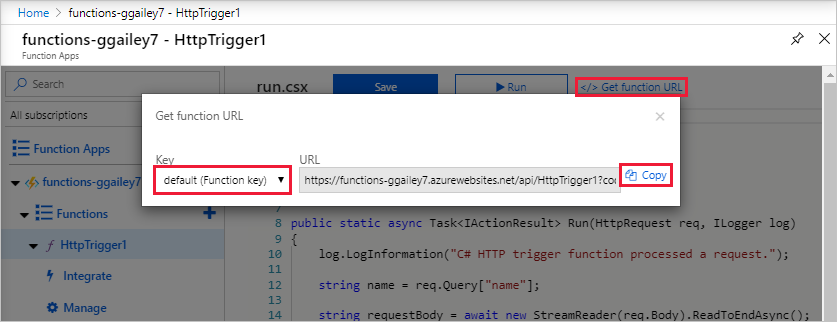 Home > functions-ggailey7 - HttpTrigger1
functions-ggailey7 - HttpTrigger1
Function Apps
Search
All subscriptions
Function Apps
functions-ggailey7
Functions
HttpTrigger1
Integrate
Manage
run.csx
Save
Run
</> Get function URL
Get function URL
Key
default (Function key)
URL
https://functions-ggailey7.azurewebsites.net/api/HttpTrigger1?co
Copy
7
8 public static async Task<IActionResult> Run(HttpRequest req, ILogger log)
9 {
10 log.LogInformation("C# HTTP trigger function processed a request.");
11
12 string name = req.Query["name"];
13
14 string requestBody = await new StreamReader(req.Body).ReadToEndAsync();